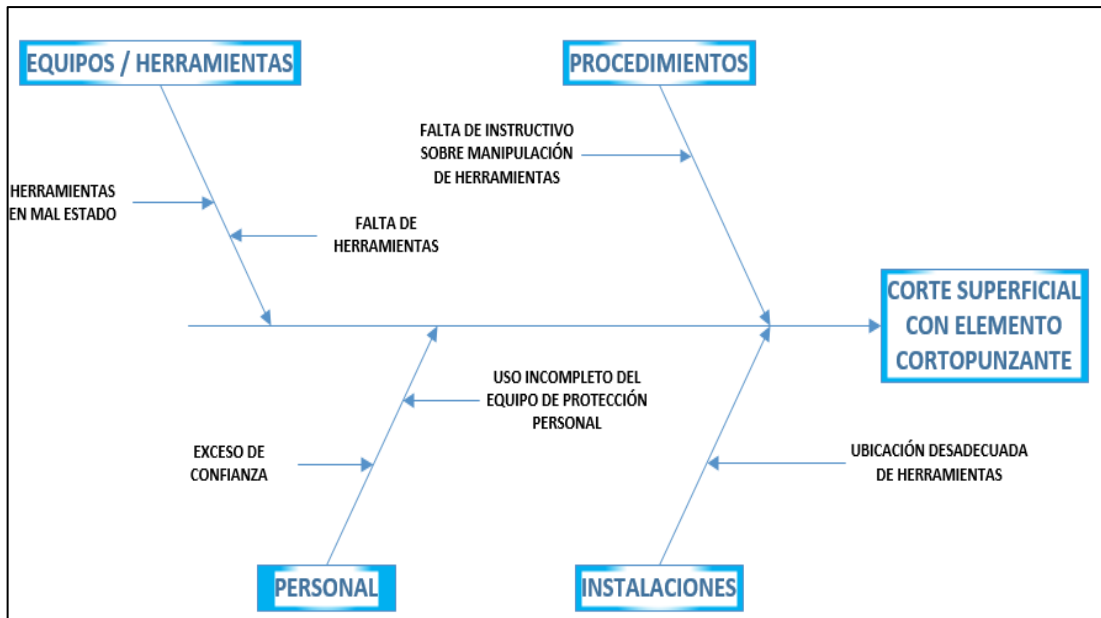 EQUIPOS / HERRAMIENTAS
PROCEDIMIENTOS
FALTA DE INSTRUCTIVO
SOBRE MANIPULACIÓN
DE HERRAMIENTAS
HERRAMIENTAS
EN MAL ESTADO
FALTA DE
HERRAMIENTAS
CORTE SUPERFICIAL
CON ELEMENTO
CORTOPUNZANTE
USO INCOMPLETO DEL
EQUIPO DE PROTECCIÓN
PERSONAL
EXCESO DE
CONFIANZA
UBICACIÓN DESADECUADA
DE HERRAMIENTAS
PERSONAL
INSTALACIONES